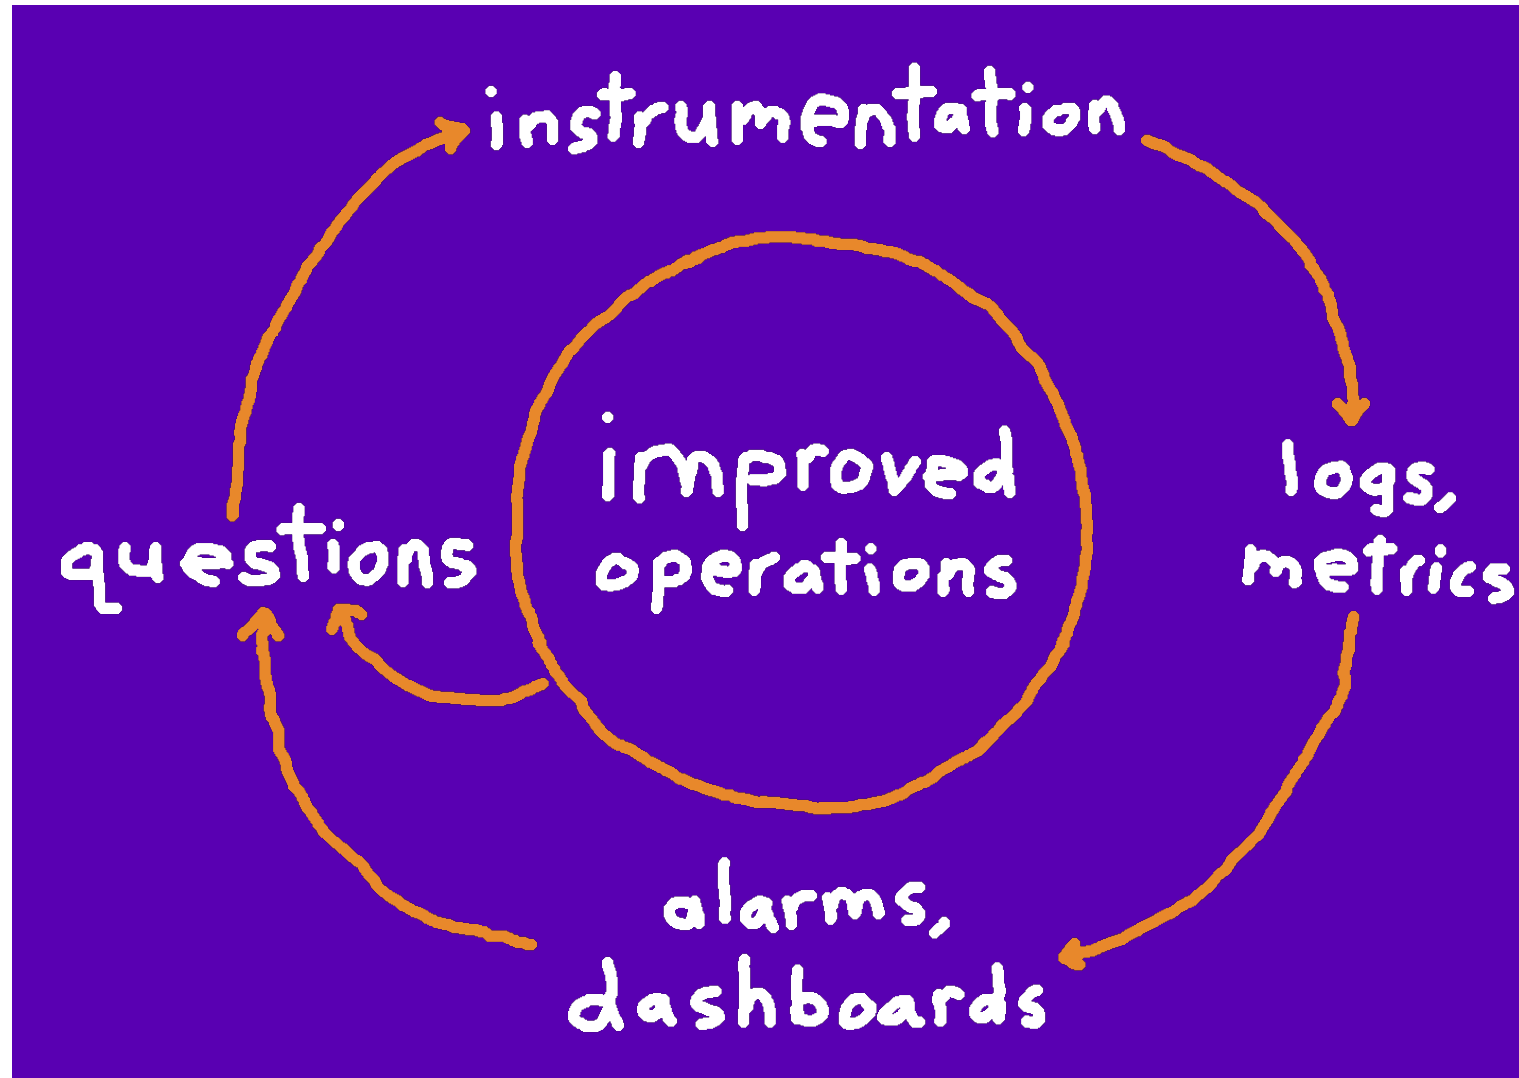 instrumentation
improved
operations
logs,
metrics
questions
alarms,
dashboards